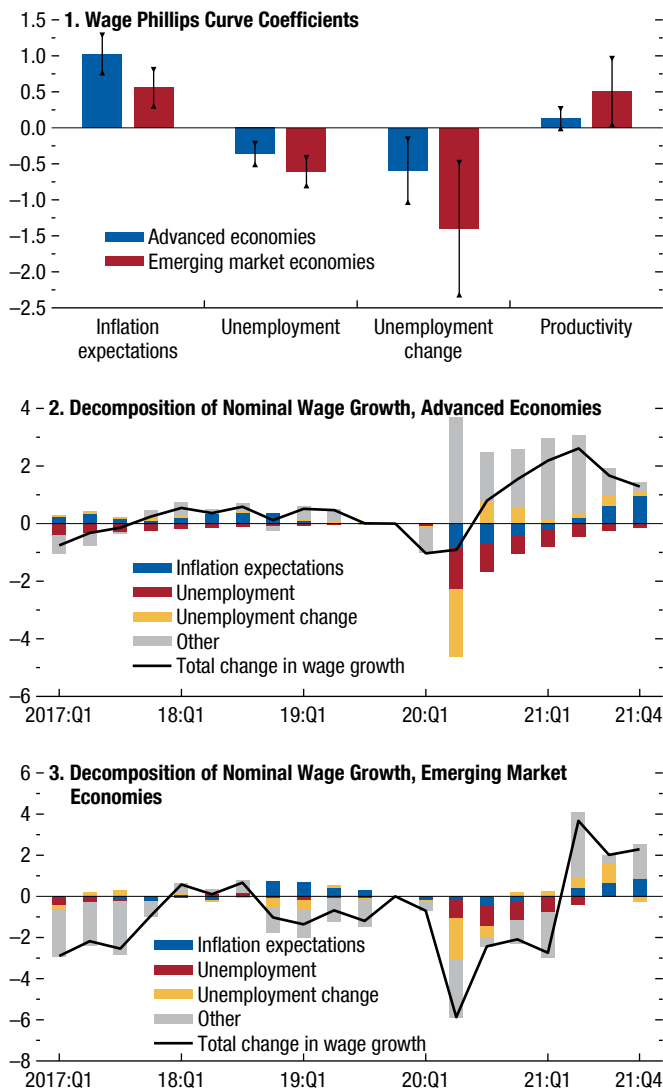 1. Wage Phillips Curve Coefficients
1.5
1.0
0.5
0.0
–0.5
–1.0
–1.5
–2.0
–2.5
Advanced economies
Emerging market economies
Inflation
expectations
Unemployment
Unemployment
change
Productivity
2. Decomposition of Nominal Wage Growth, Advanced Economies
4
2
0
–2
–4
–6
Inflation expectations
Unemployment
Unemployment change
Other
Total change in wage growth
2017:Q1
18:Q1
19:Q1
20:Q1
21:Q1
21:Q4
3. Decomposition of Nominal Wage Growth, Emerging Market
Economies
6
4
2
0
–2
–4
–6
–8
Inflation expectations
Unemployment
Unemployment change
Other
Total change in wage growth
2017:Q1
18:Q1
19:Q1
20:Q1
21:Q1
21:Q4